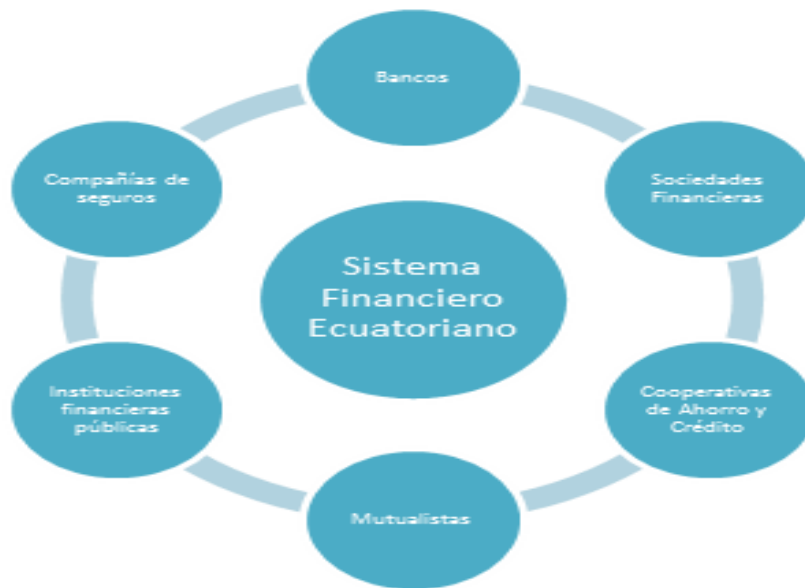 Bancos
Sociedades
Financieras
Cooperativas
de Ahorro y
Crédito
Mutualistas
Instituciones
financieras
públicas
Compañías de
seguros
Sistema
Financiero
Ecuatoriano